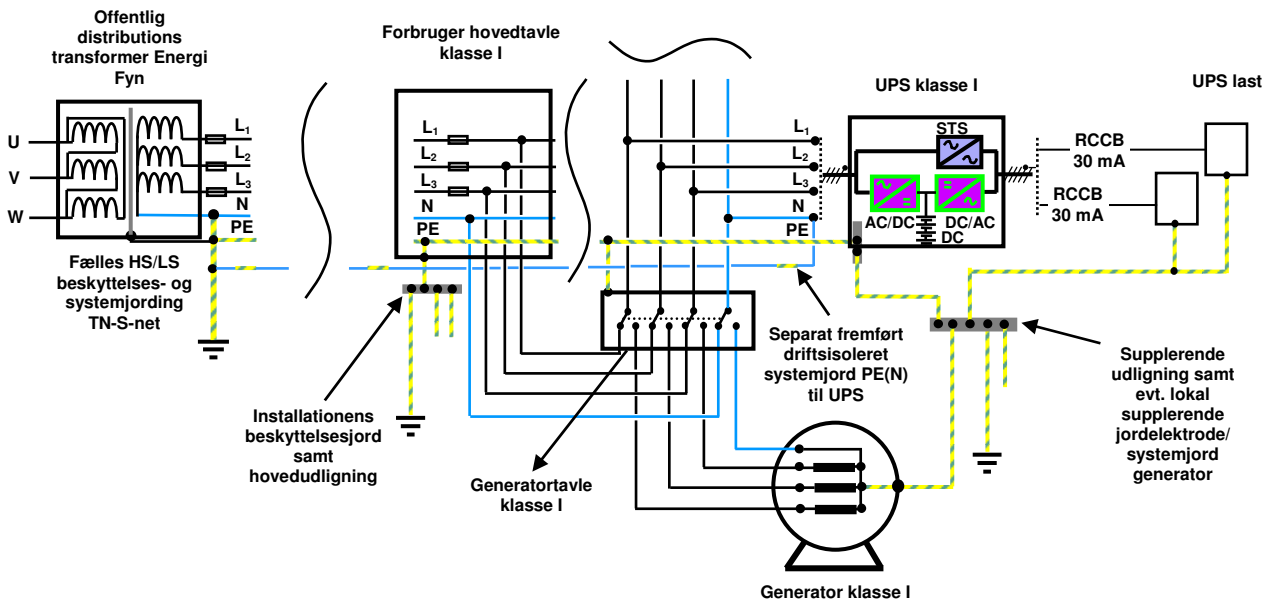 Offentlig
distributions
transformer Energi
Fyn
U
V
W
L1
L2
L3
N
PE
Fælles HS/LS
beskyttelses- og
systemjording
TN-S-net
Forbruger hovedtavle
klasse I
L1
L2
L3
N
PE
Installationens
beskyttelsesjord
samt
hovedudligning
Generatortavle
klasse I
L1
L2
L3
N
PE
Separat fremført
driftsisoleret
systemjord PE(N)
til UPS
UPS klasse I
STS
AC/DC
DC/AC
DC
UPS last
RCCB
30 mA
RCCB
30 mA
Supplerende
udligning samt
evt. lokal
supplerende
jordelektrode/
systemjord
generator
Generator klasse I